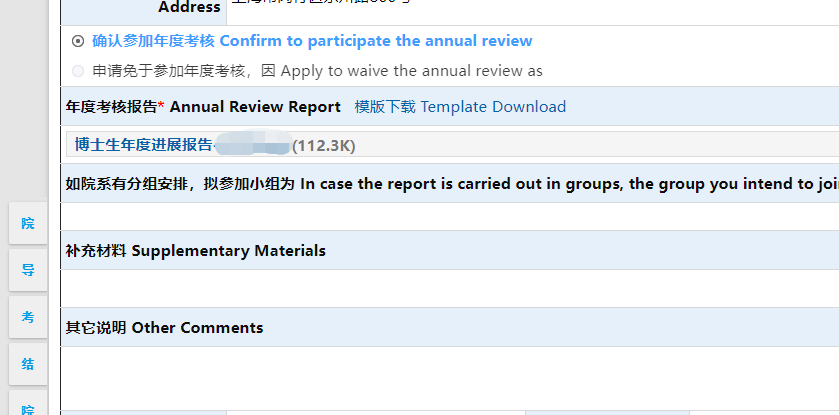 Address
确认参加年度考核 Confirm to participate the annual review
申请免于参加年度考核，因 Apply to waive the annual review as
年度考核报告* Annual Review Report 模版下载 Template Download
博士生年度进展报告- (112.3K)
如院系有分组安排，拟参加小组为 In case the report is carried out in groups, the group you intend to joi
院
补充材料 Supplementary Materials
导
考
其它说明 Other Comments
结
院